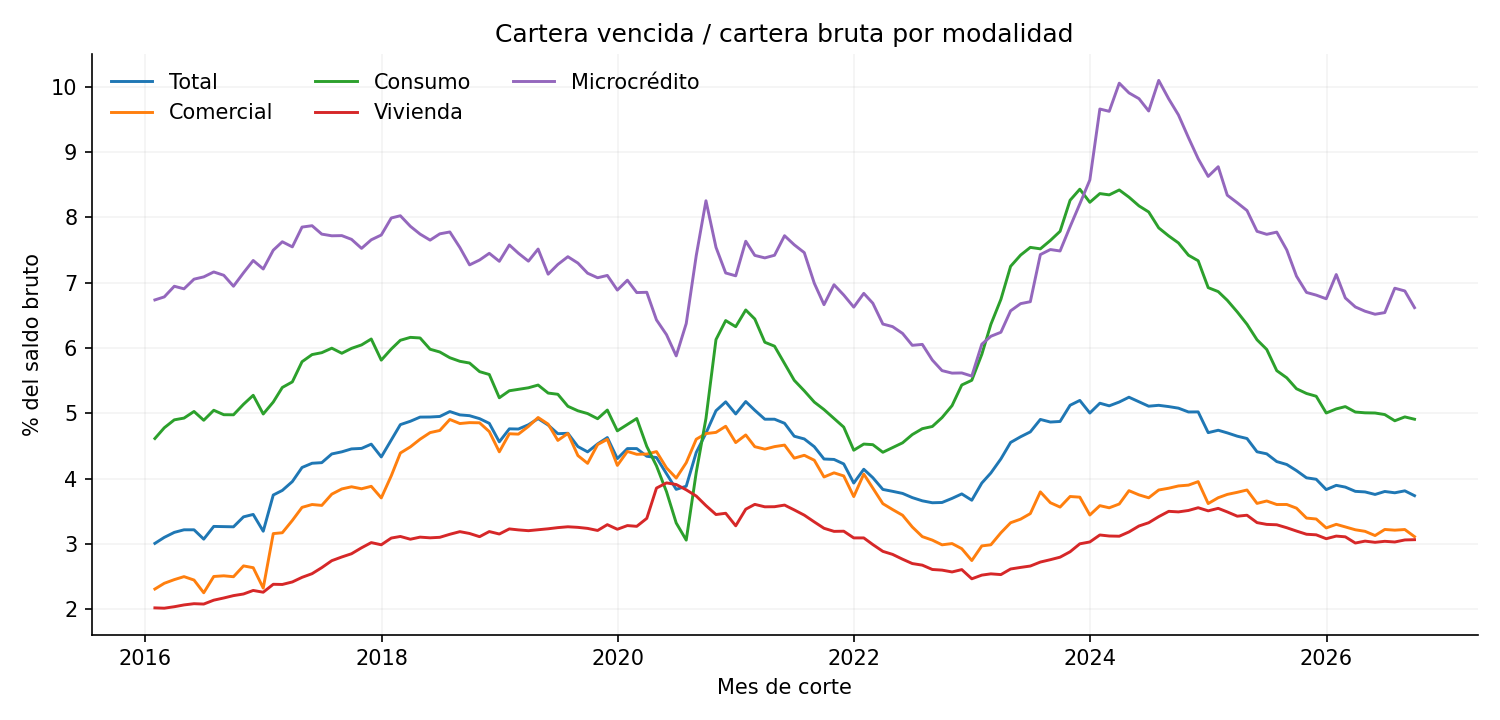 Cartera vencida / cartera bruta por modalidad
Total
Comercial
Consumo
Vivienda
Microcrédito
% del saldo bruto
10
9
8
7
6
5
4
3
2
2016
2018
2020
2022
2024
2026
Mes de corte